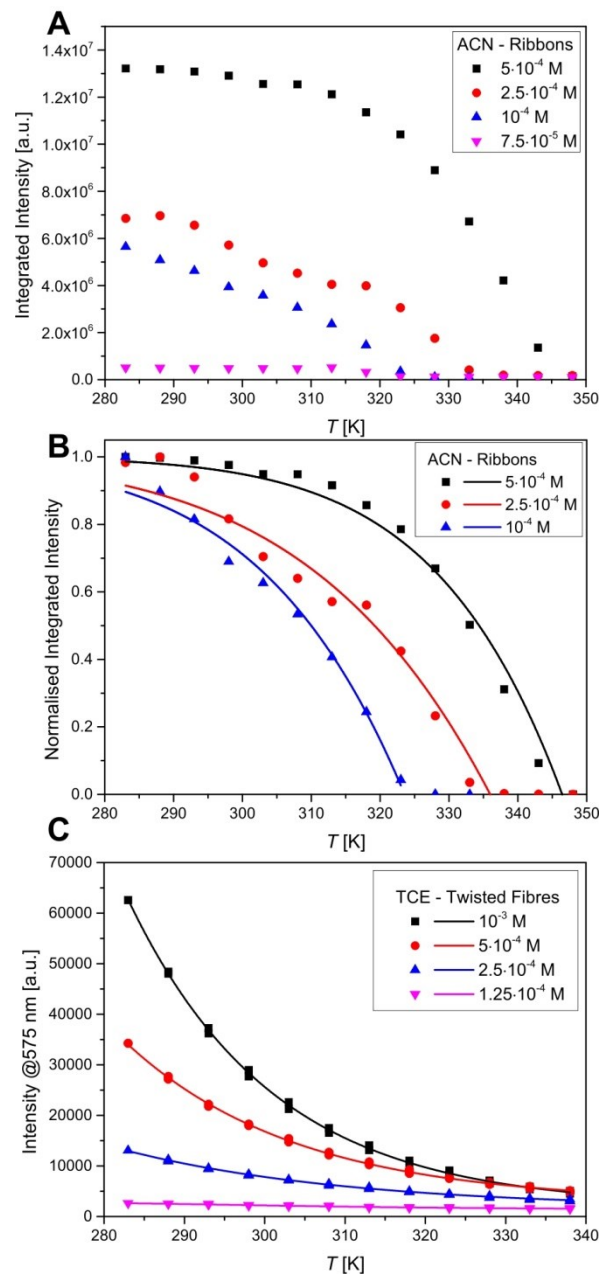 A
ACN - Ribbons
5·10⁻⁴ M
2.5·10⁻⁴ M
10⁻⁴ M
7.5·10⁻⁵ M
Integrated Intensity [a.u.]
1.4x10⁷
1.2x10⁷
1.0x10⁷
8.0x10⁶
6.0x10⁶
4.0x10⁶
2.0x10⁶
0.0
280 290 300 310 320 330 340 350
T [K]
B
ACN - Ribbons
5·10⁻⁴ M
2.5·10⁻⁴ M
10⁻⁴ M
Normalised Integrated Intensity
1.0
0.8
0.6
0.4
0.2
0.0
280 290 300 310 320 330 340 350
T [K]
C
TCE - Twisted Fibres
10⁻³ M
5·10⁻⁴ M
2.5·10⁻⁴ M
1.25·10⁻⁴ M
Intensity @575 nm [a.u.]
70000
60000
50000
40000
30000
20000
10000
0
280 290 300 310 320 330 340
T [K]